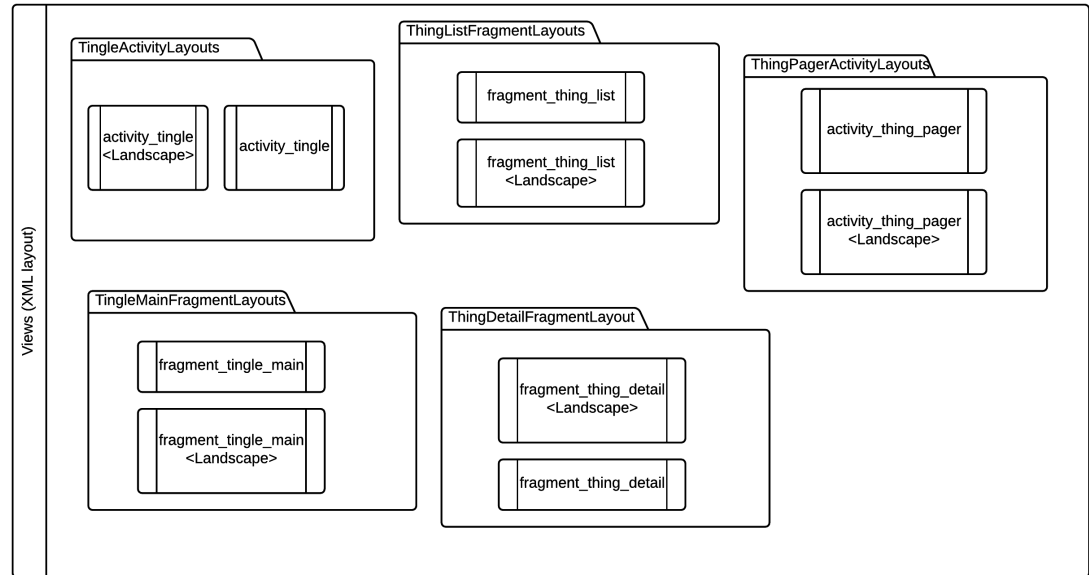 Views (XML layout)
TingleActivityLayouts
activity_tingle
<Landscape>
activity_tingle
ThingListFragmentLayouts
fragment_thing_list
fragment_thing_list
<Landscape>
ThingPagerActivityLayouts
activity_thing_pager
activity_thing_pager
<Landscape>
TingleMainFragmentLayouts
fragment_tingle_main
fragment_tingle_main
<Landscape>
ThingDetailFragmentLayout
fragment_thing_detail
<Landscape>
fragment_thing_detail